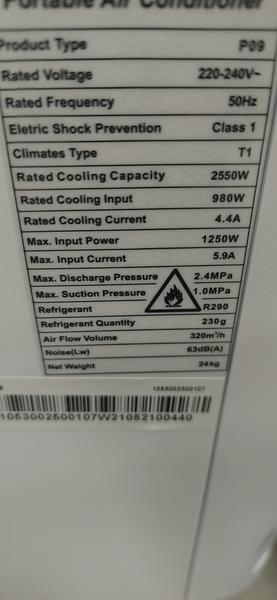 Portable Air Conditioner
Product Type P09
Rated Voltage 220-240V~
Rated Frequency 50Hz
Eletric Shock Prevention Class 1
Climates Type T1
Rated Cooling Capacity 2550W
Rated Cooling Input 980W
Rated Cooling Current 4.4A
Max. Input Power 1250W
Max. Input Current 5.9A
Max. Discharge Pressure 2.4MPa
Max. Suction Pressure 1.0MPa
Refrigerant R290
Refrigerant Quantity 230g
Air Flow Volume 320m³/h
Noise(Lw) 63dB(A)
Net Weight 24kg
9 1053002500107
1053002500107W21052100440